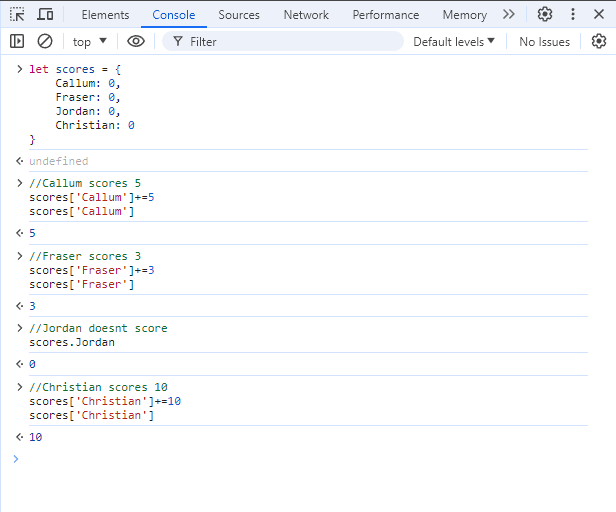 Elements Console Sources Network Performance Memory
top Filter Default levels No Issues
let scores = {
    Callum: 0,
    Fraser: 0,
    Jordan: 0,
    Christian: 0
}
undefined
//Callum scores 5
scores['Callum']+=5
scores['Callum']
5
//Fraser scores 3
scores['Fraser']+=3
scores['Fraser']
3
//Jordan doesnt score
scores.Jordan
0
//Christian scores 10
scores['Christian']+=10
scores['Christian']
10